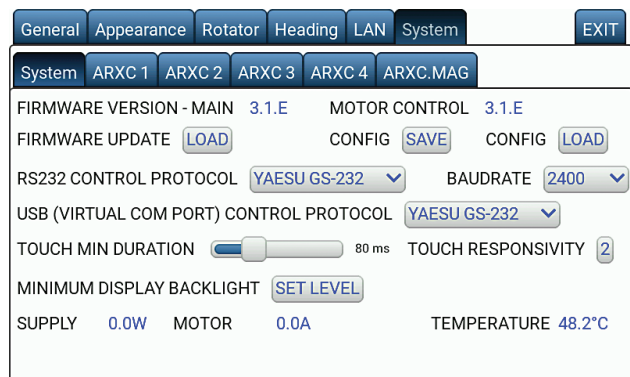 General Appearance Rotator Heading LAN System EXIT
System ARXC 1 ARXC 2 ARXC 3 ARXC 4 ARXC.MAG
FIRMWARE VERSION - MAIN 3.1.E MOTOR CONTROL 3.1.E
FIRMWARE UPDATE LOAD CONFIG SAVE CONFIG LOAD
RS232 CONTROL PROTOCOL YAESU GS-232 BAUDRATE 2400
USB (VIRTUAL COM PORT) CONTROL PROTOCOL YAESU GS-232
TOUCH MIN DURATION 80 ms TOUCH RESPONSIVITY 2
MINIMUM DISPLAY BACKLIGHT SET LEVEL
SUPPLY 0.0W MOTOR 0.0A TEMPERATURE 48.2°C